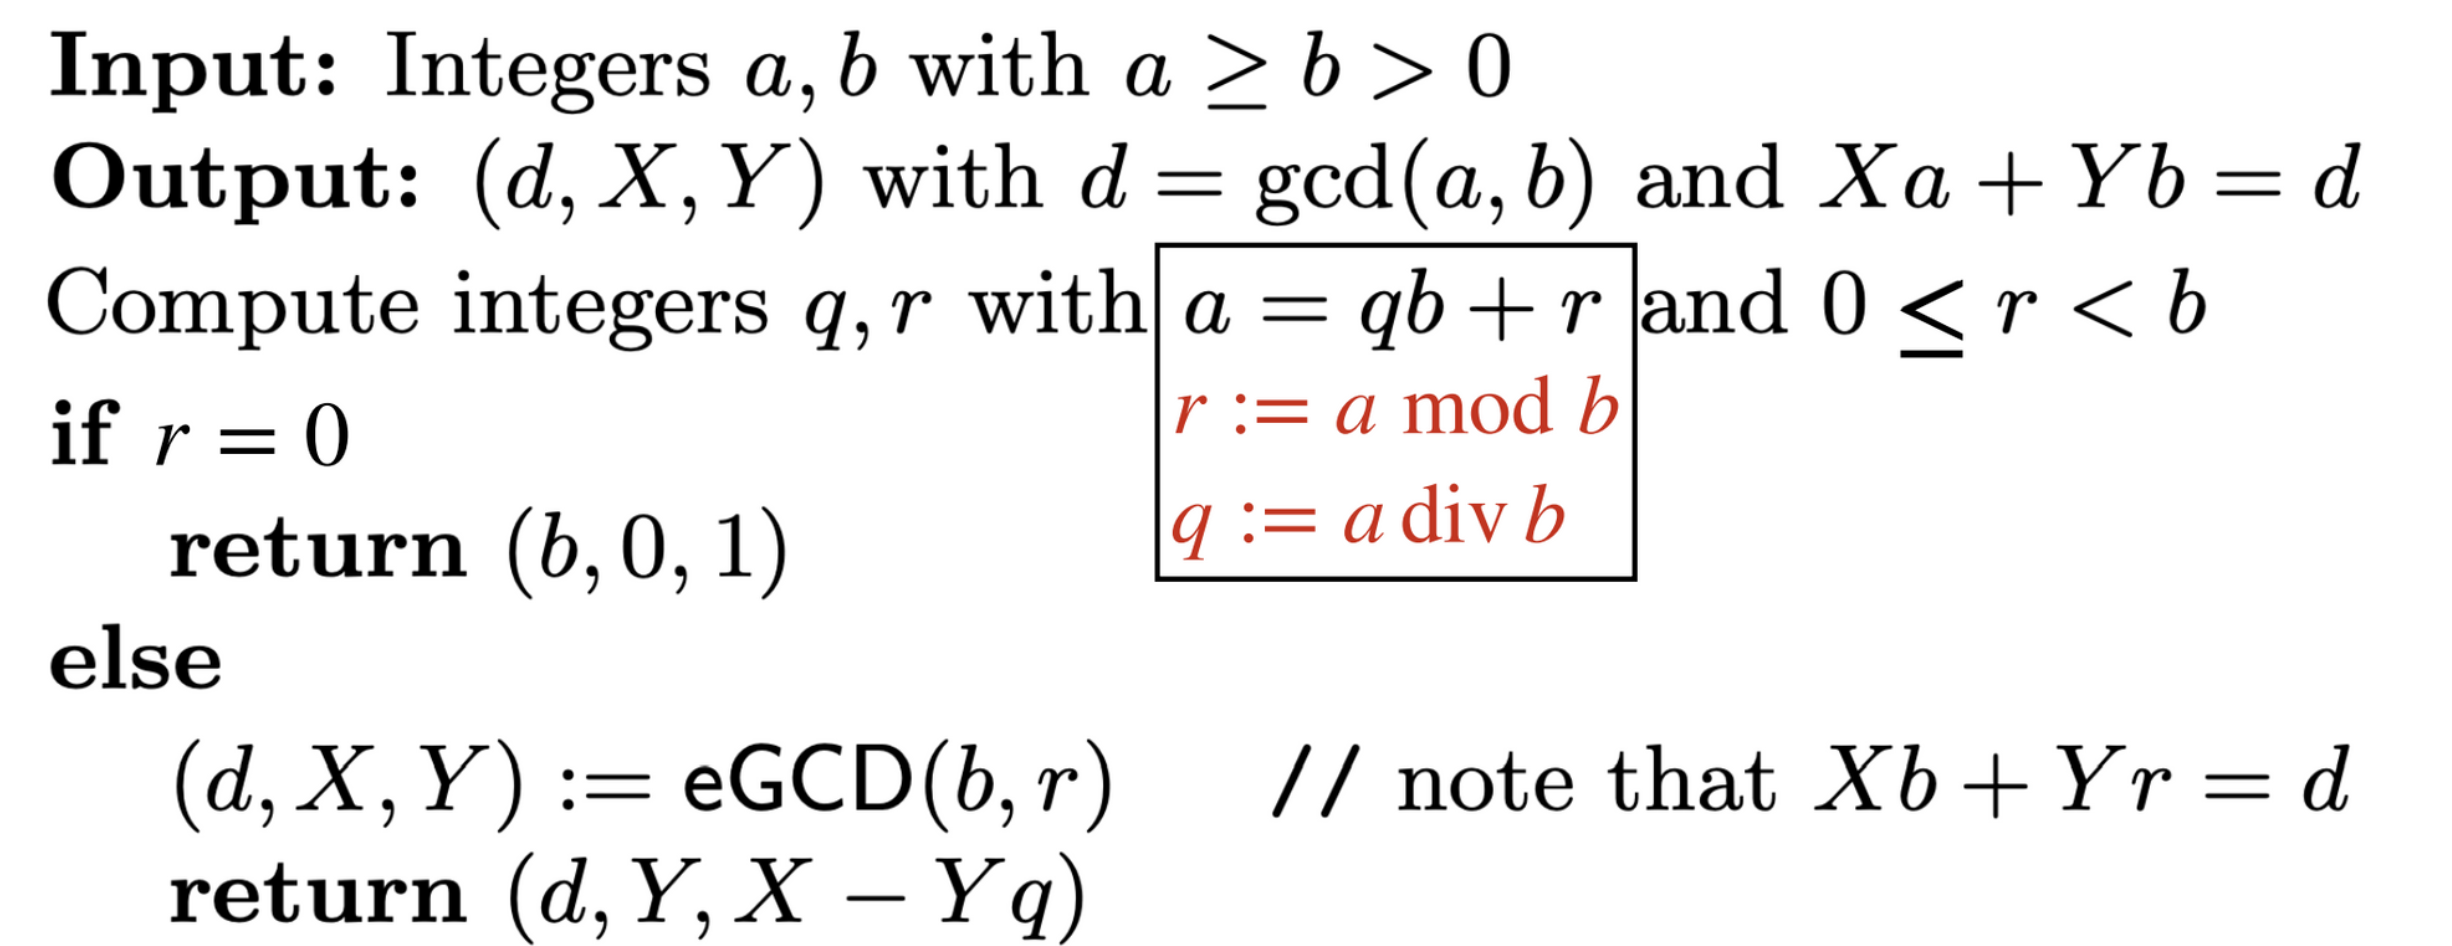 Input: Integers a, b with a ≥ b > 0
Output: (d, X, Y) with d = gcd(a, b) and Xa + Yb = d
Compute integers q, r with a = qb + r and 0 ≤ r < b
r := a mod b
if r = 0
q := a div b
return (b, 0, 1)
else
(d, X, Y) := eGCD(b, r) // note that Xb + Yr = d
return (d, Y, X − Yq)